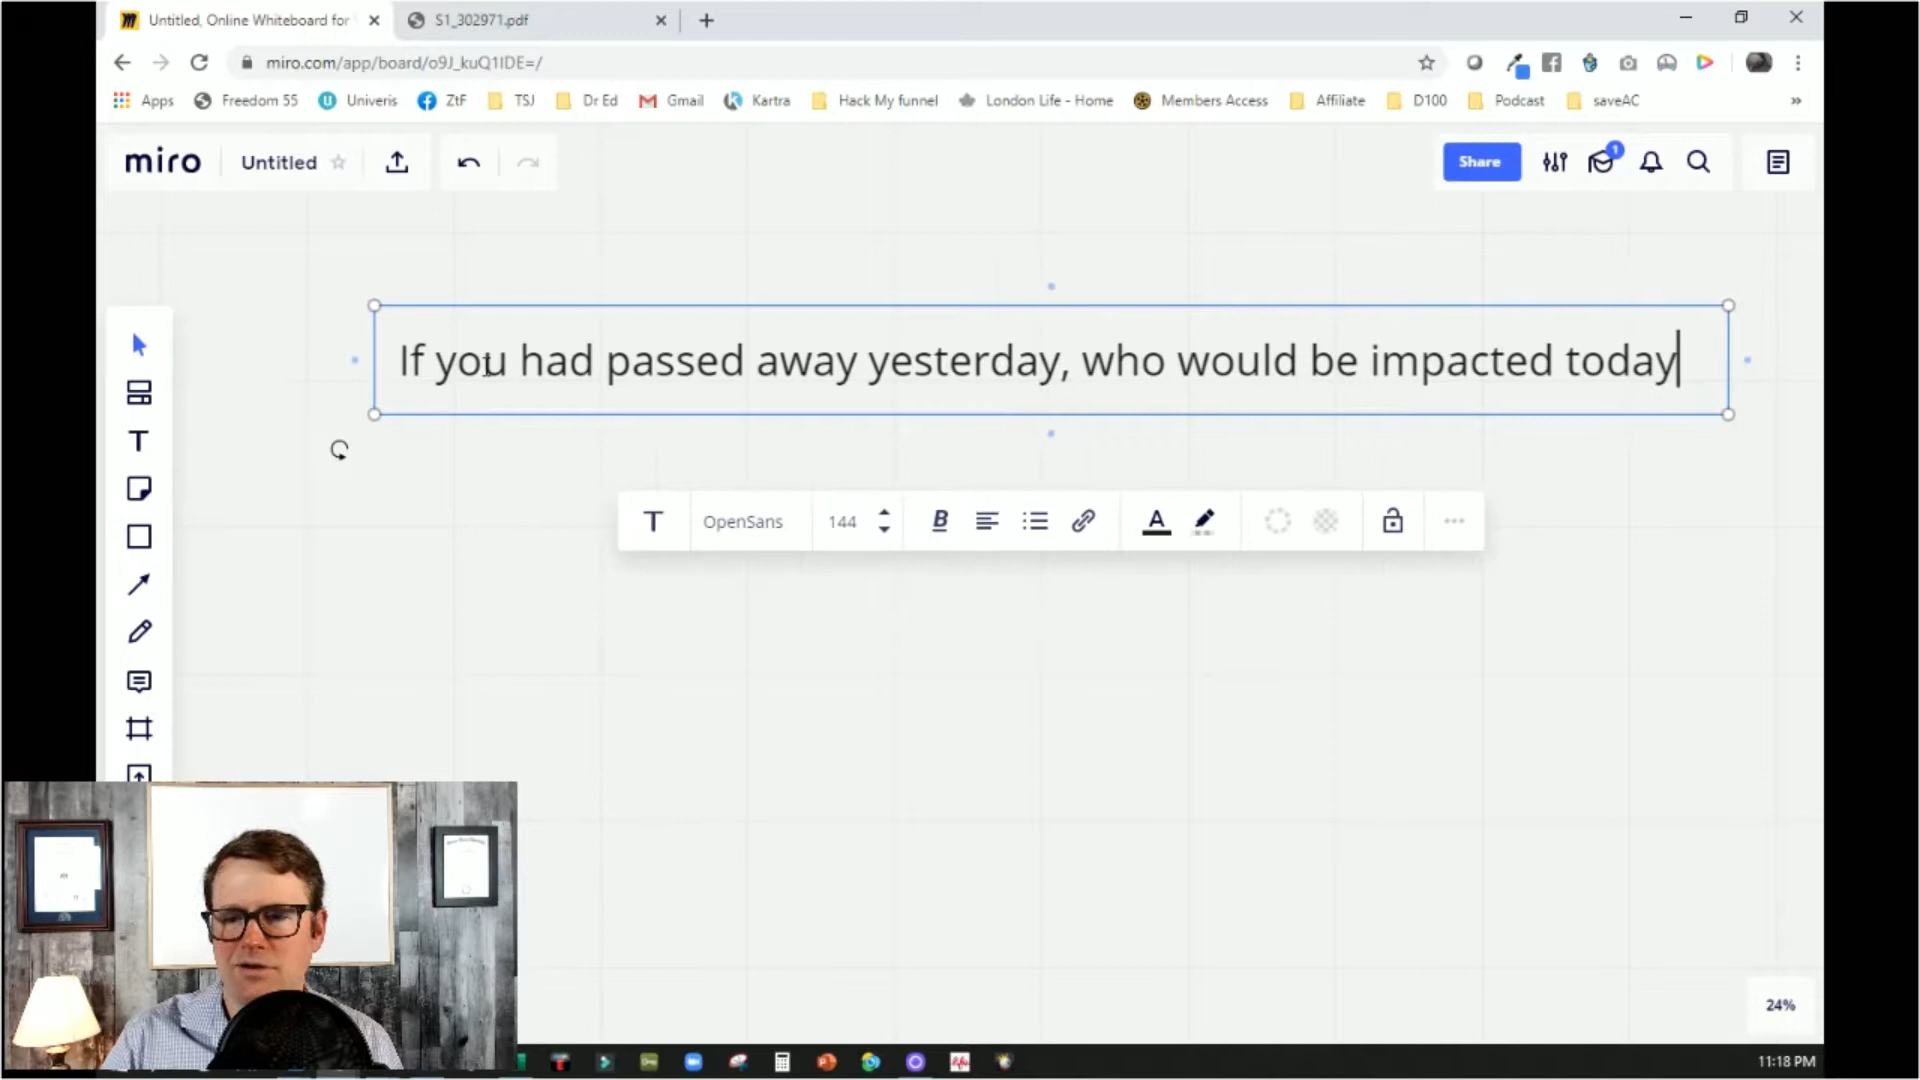 Untitled, Online Whiteboard for
S1_302971.pdf
miro.com/app/board/o9J_kuQ1IDE=/
Apps Freedom 55 Univeris ZtF TSJ Dr Ed Gmail Kartra Hack My funnel London Life - Home Members Access Affiliate D100 Podcast saveAC »
miro Untitled Share 1
If you had passed away yesterday, who would be impacted today
T OpenSans 144 B A
T
24%
11:18 PM